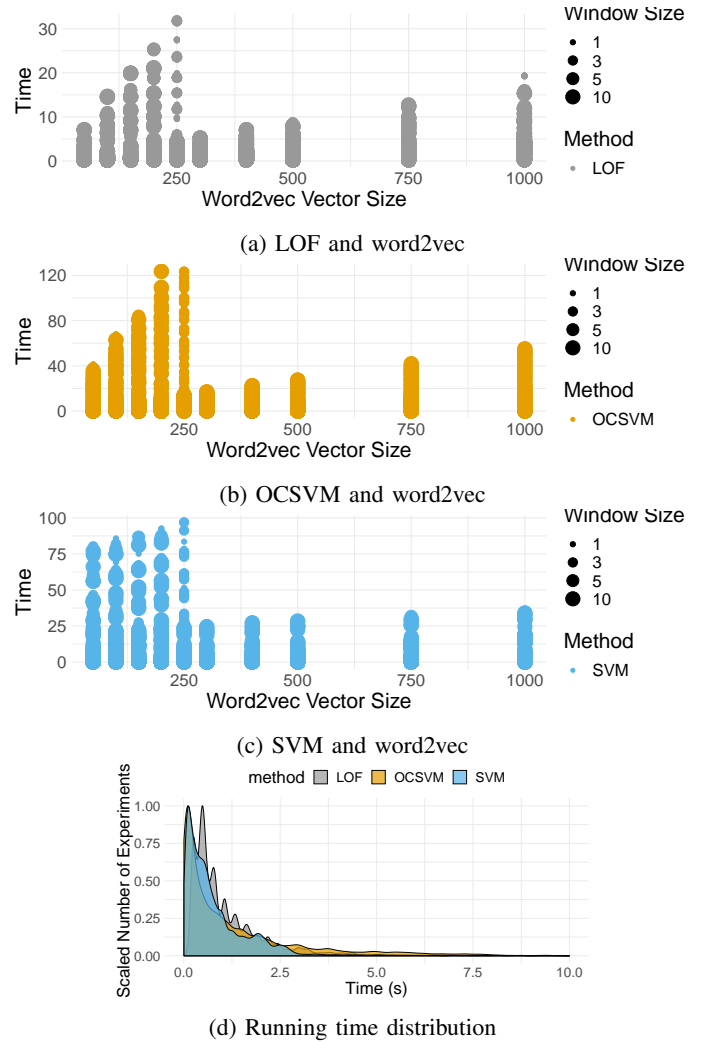 Window Size
30
20
10
0
Time
1
3
5
10
Method
LOF
250
500
750
1000
Word2vec Vector Size
(a) LOF and word2vec
Window Size
120
80
40
0
Time
1
3
5
10
Method
OCSVM
250
500
750
1000
Word2vec Vector Size
(b) OCSVM and word2vec
Window Size
100
75
50
25
0
Time
1
3
5
10
Method
SVM
250
500
750
1000
Word2vec Vector Size
(c) SVM and word2vec
method LOF OCSVM SVM
Scaled Number of Experiments
1.00
0.75
0.50
0.25
0.00
0.0
2.5
5.0
7.5
10.0
Time (s)
(d) Running time distribution